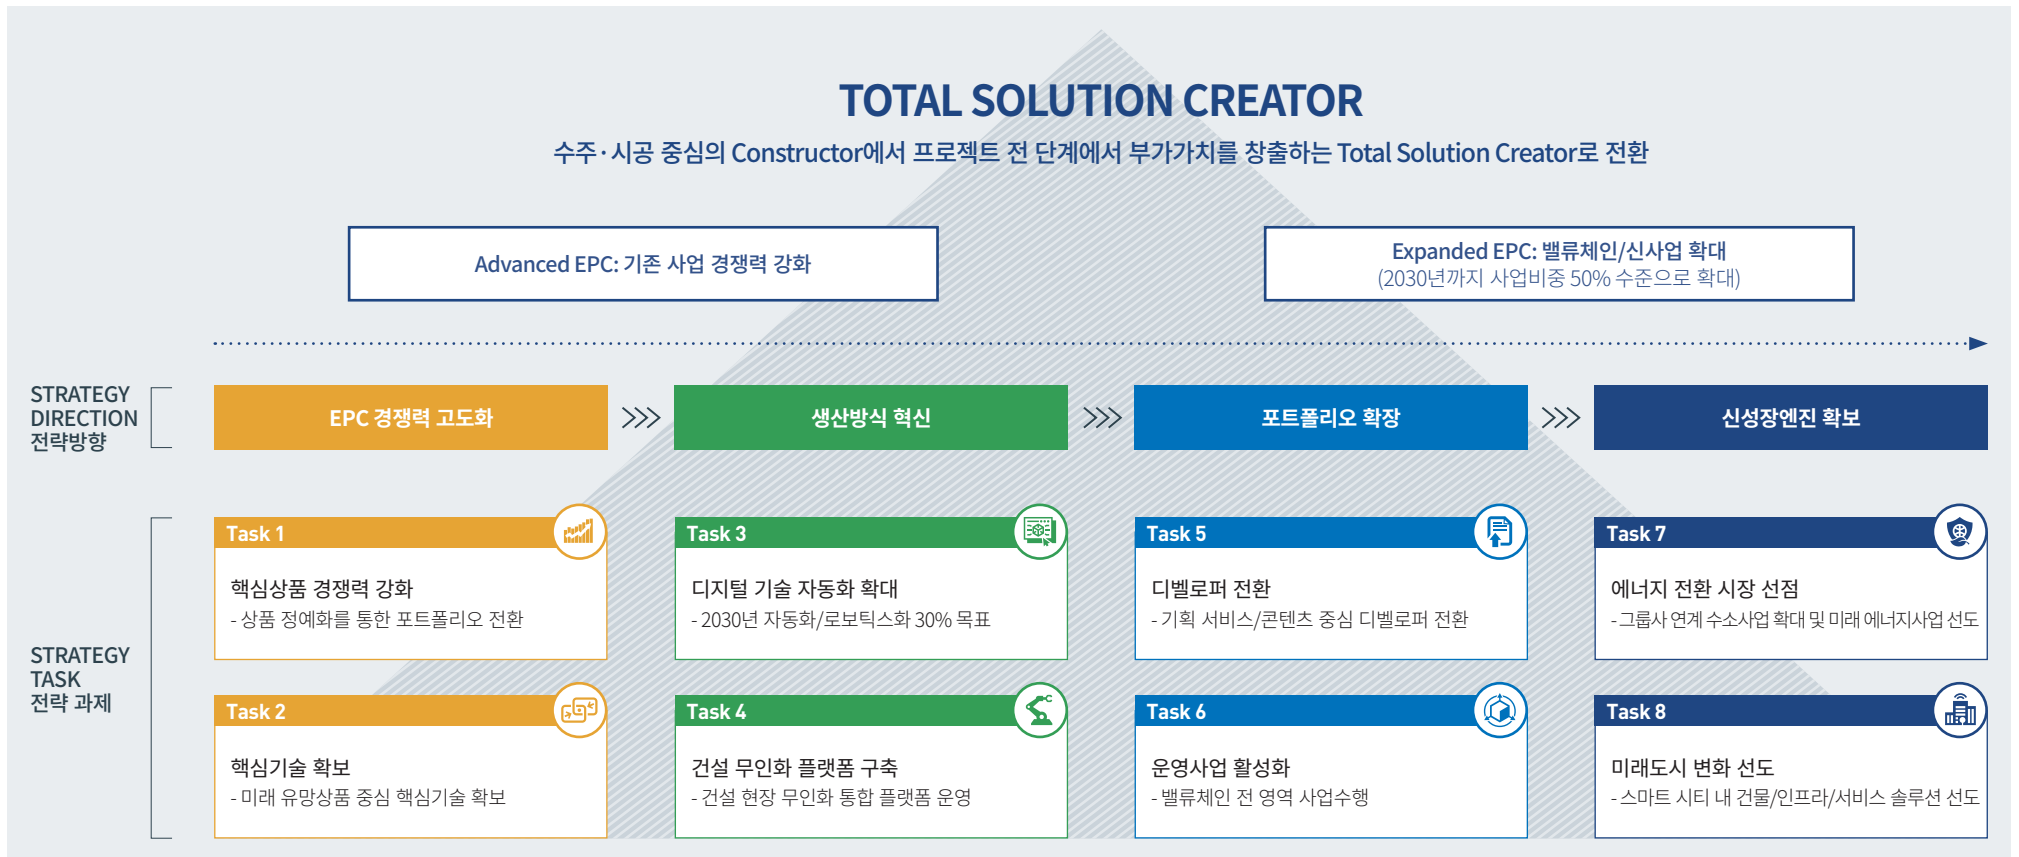 TOTAL SOLUTION CREATOR
수주·시공 중심의 Constructor에서 프로젝트 전 단계에서 부가가치를 창출하는 Total Solution Creator로 전환
Advanced EPC: 기존 사업 경쟁력 강화
Expanded EPC: 밸류체인/신사업 확대
(2030년까지 사업비중 50% 수준으로 확대)
STRATEGY
DIRECTION
전략방향
EPC 경쟁력 고도화
생산방식 혁신
포트폴리오 확장
신성장엔진 확보
STRATEGY
TASK
전략 과제
Task 1
핵심상품 경쟁력 강화
- 상품 정예화를 통한 포트폴리오 전환
Task 3
디지털 기술 자동화 확대
- 2030년 자동화/로보틱스화 30% 목표
Task 5
디벨로퍼 전환
- 기획 서비스/콘텐츠 중심 디벨로퍼 전환
Task 7
에너지 전환 시장 선점
- 그룹사 연계 수소사업 확대 및 미래 에너지사업 선도
Task 2
핵심기술 확보
- 미래 유망상품 중심 핵심기술 확보
Task 4
건설 무인화 플랫폼 구축
- 건설 현장 무인화 통합 플랫폼 운영
Task 6
운영사업 활성화
- 밸류체인 전 영역 사업수행
Task 8
미래도시 변화 선도
- 스마트 시티 내 건물/인프라/서비스 솔루션 선도